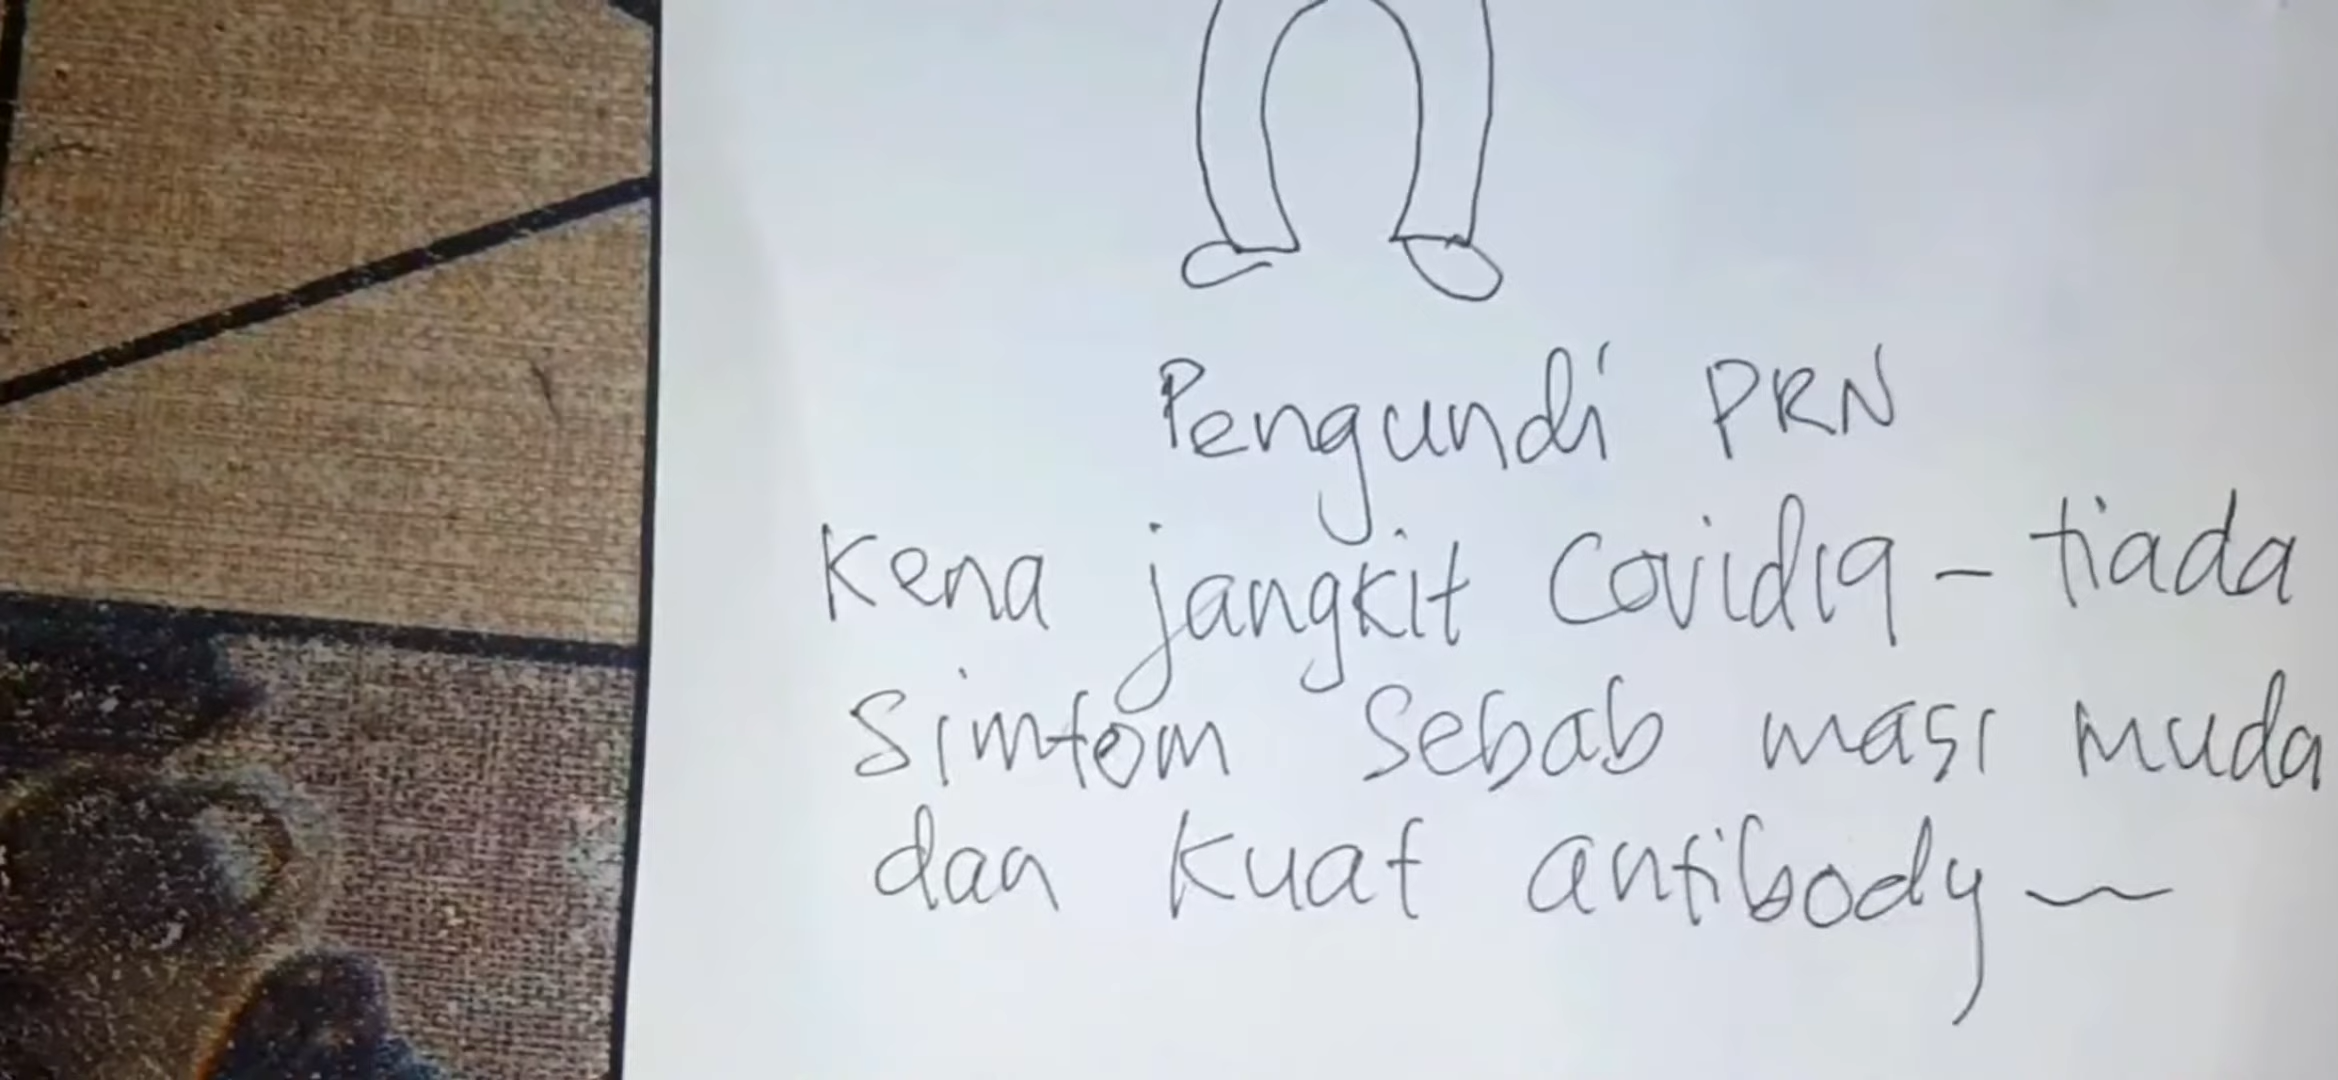 Pengundi PRN
Kena jangkit Covid19 - tiada
Simtom Sebab masi muda
dan kuat antibody ~